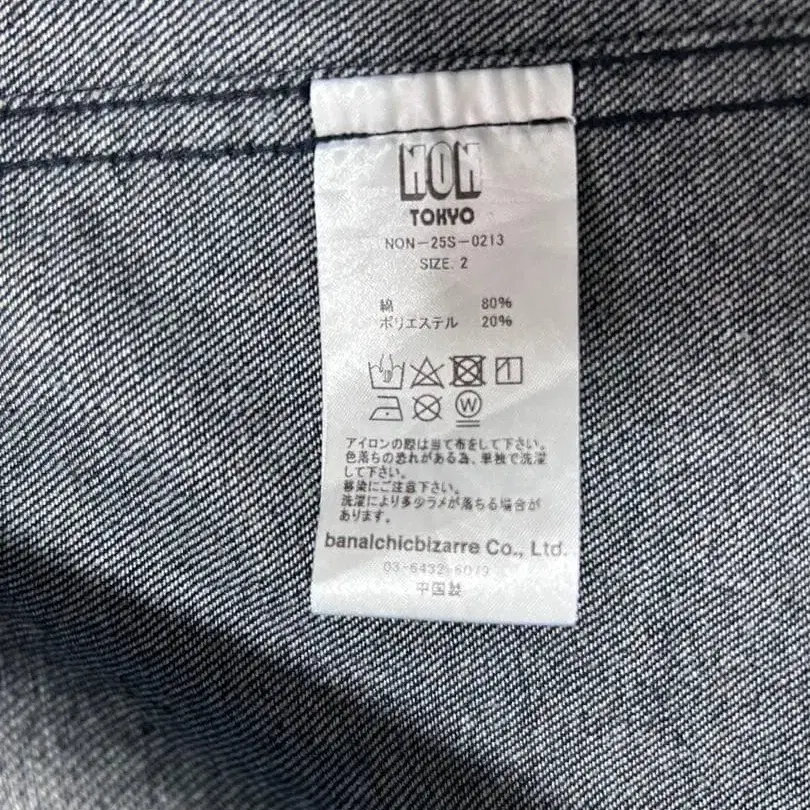 NON
TOKYO
NON-25S-0213
SIZE. 2
綿 80%
ポリエステル 20%
W
アイロンの際は当て布をして下さい。
色落ちの恐れがある為、単独で洗濯
して下さい。
移染にご注意下さい。
洗濯により多少ラメが落ちる場合が
あります。
banalchicbizarre Co., Ltd.
03-6432-6079
中国製